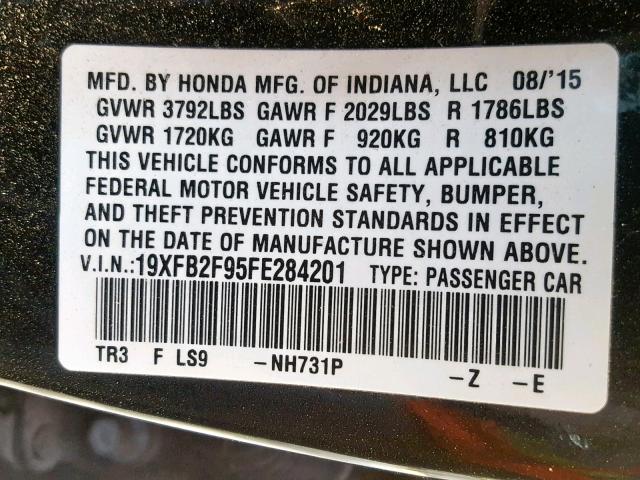 MFD. BY HONDA MFG. OF INDIANA, LLC 08/'15
GVWR 3792LBS GAWR F 2029LBS R 1786LBS
GVWR 1720KG GAWR F 920KG R 810KG
THIS VEHICLE CONFORMS TO ALL APPLICABLE
FEDERAL MOTOR VEHICLE SAFETY, BUMPER,
AND THEFT PREVENTION STANDARDS IN EFFECT
ON THE DATE OF MANUFACTURE SHOWN ABOVE.
V.I.N.:19XFB2F95FE284201 TYPE: PASSENGER CAR
TR3 F LS9 -NH731P -Z -E